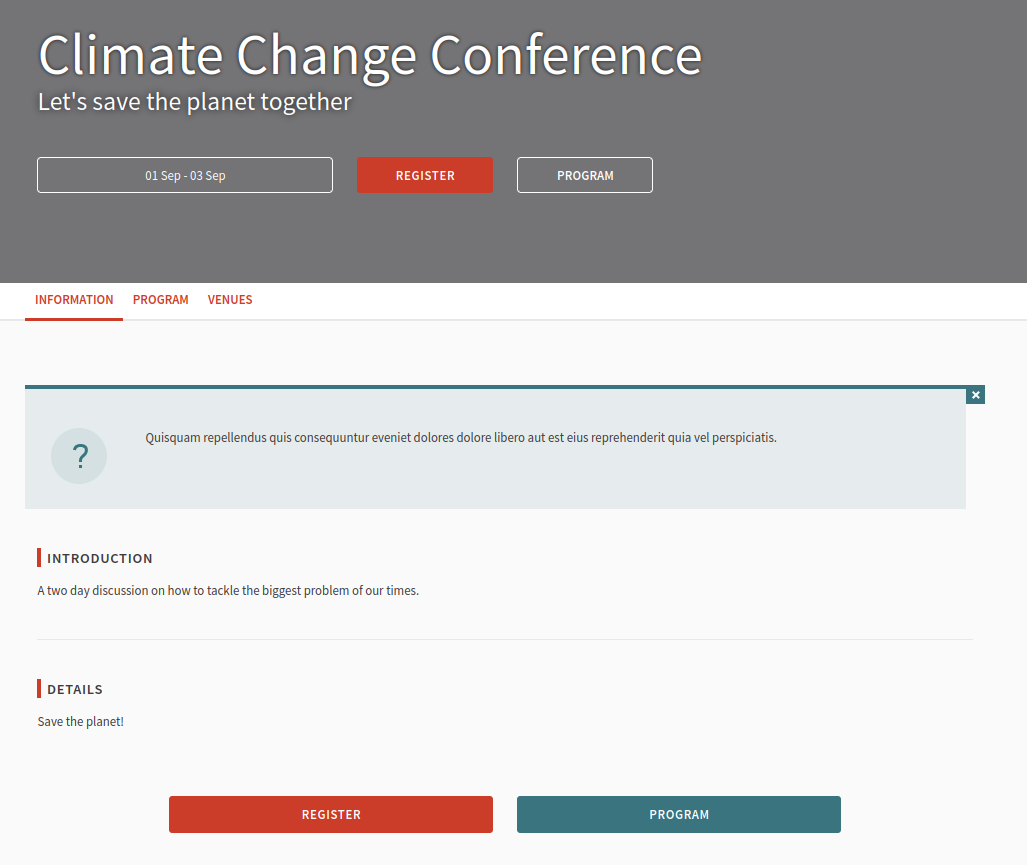 Climate Change Conference
Let's save the planet together
01 Sep - 03 Sep
REGISTER
PROGRAM
INFORMATION PROGRAM VENUES
Quisquam repellendus quis consequuntur eveniet dolores dolore libero aut est eius reprehenderit quia vel perspiciatis.
?
INTRODUCTION
A two day discussion on how to tackle the biggest problem of our times.
DETAILS
Save the planet!
REGISTER
PROGRAM